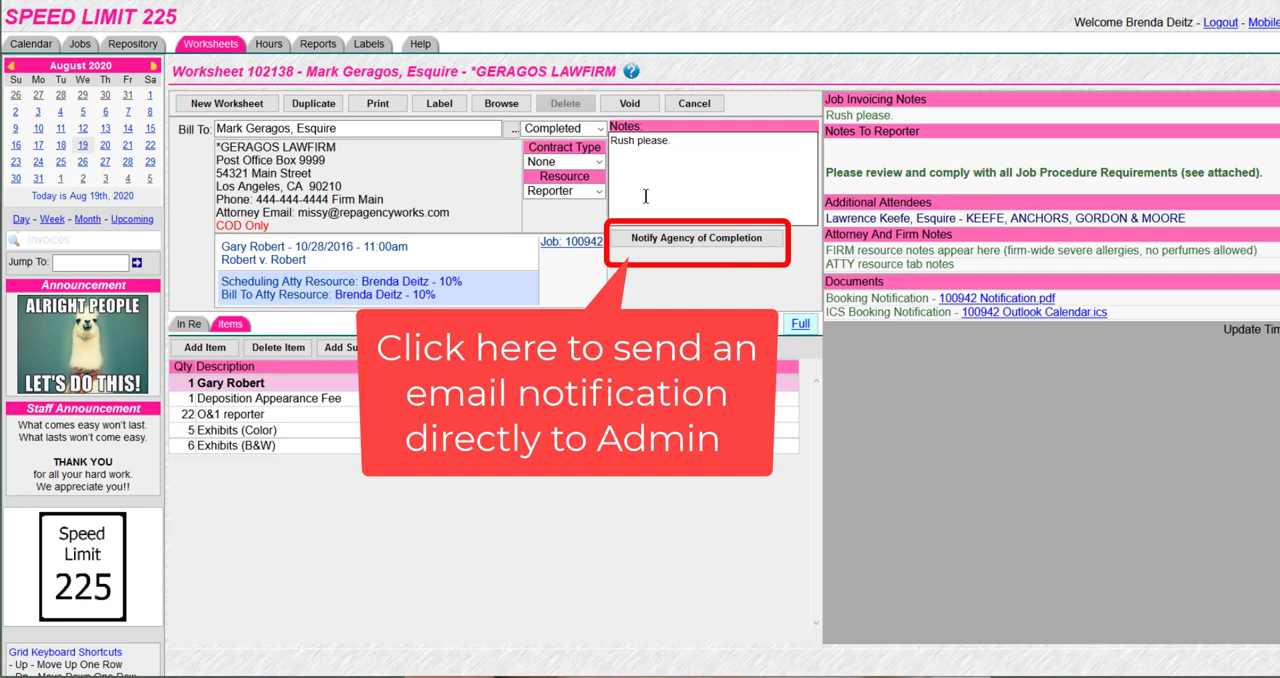 SPEED LIMIT 225
Welcome Brenda Deitz - Logout - Mobile
Calendar Jobs Repository Worksheets Hours Reports Labels Help
August 2020
Su Mo Tu We Th Fr Sa
26 27 28 29 30 31 1
2 3 4 5 6 7 8
9 10 11 12 13 14 15
16 17 18 19 20 21 22
23 24 25 26 27 28 29
30 31 1 2 3 4 5
Today is Aug 19th, 2020
Day - Week - Month - Upcoming
Invoices
Jump To:
Announcement
ALRIGHT PEOPLE
LET'S DO THIS!
Staff Announcement
What comes easy won't last.
What lasts won't come easy.
THANK YOU
for all your hard work.
We appreciate you!!
Speed
Limit
225
Grid Keyboard Shortcuts
- Up - Move Up One Row
Worksheet 102138 - Mark Geragos, Esquire - *GERAGOS LAWFIRM ?
New Worksheet Duplicate Print Label Browse Delete Void Cancel
Bill To: Mark Geragos, Esquire ... Completed
*GERAGOS LAWFIRM
Post Office Box 9999
54321 Main Street
Los Angeles, CA 90210
Phone: 444-444-4444 Firm Main
Attorney Email: missy@repagencyworks.com
COD Only
Contract Type
None
Resource
Reporter
Notes:
Rush please.
Gary Robert - 10/28/2016 - 11:00am
Robert v. Robert
Job: 100942
Notify Agency of Completion
Scheduling Atty Resource: Brenda Deitz - 10%
Bill To Atty Resource: Brenda Deitz - 10%
In Re Items
Full
Add Item Delete Item Add Su
Qty Description
1 Gary Robert
1 Deposition Appearance Fee
22 O&1 reporter
5 Exhibits (Color)
6 Exhibits (B&W)
Click here to send an
email notification
directly to Admin
Job Invoicing Notes
Rush please.
Notes To Reporter
Please review and comply with all Job Procedure Requirements (see attached).
Additional Attendees
Lawrence Keefe, Esquire - KEEFE, ANCHORS, GORDON & MOORE
Attorney And Firm Notes
FIRM resource notes appear here (firm-wide severe allergies, no perfumes allowed)
ATTY resource tab notes
Documents
Booking Notification - 100942 Notification.pdf
ICS Booking Notification - 100942 Outlook Calendar.ics
Update Tim